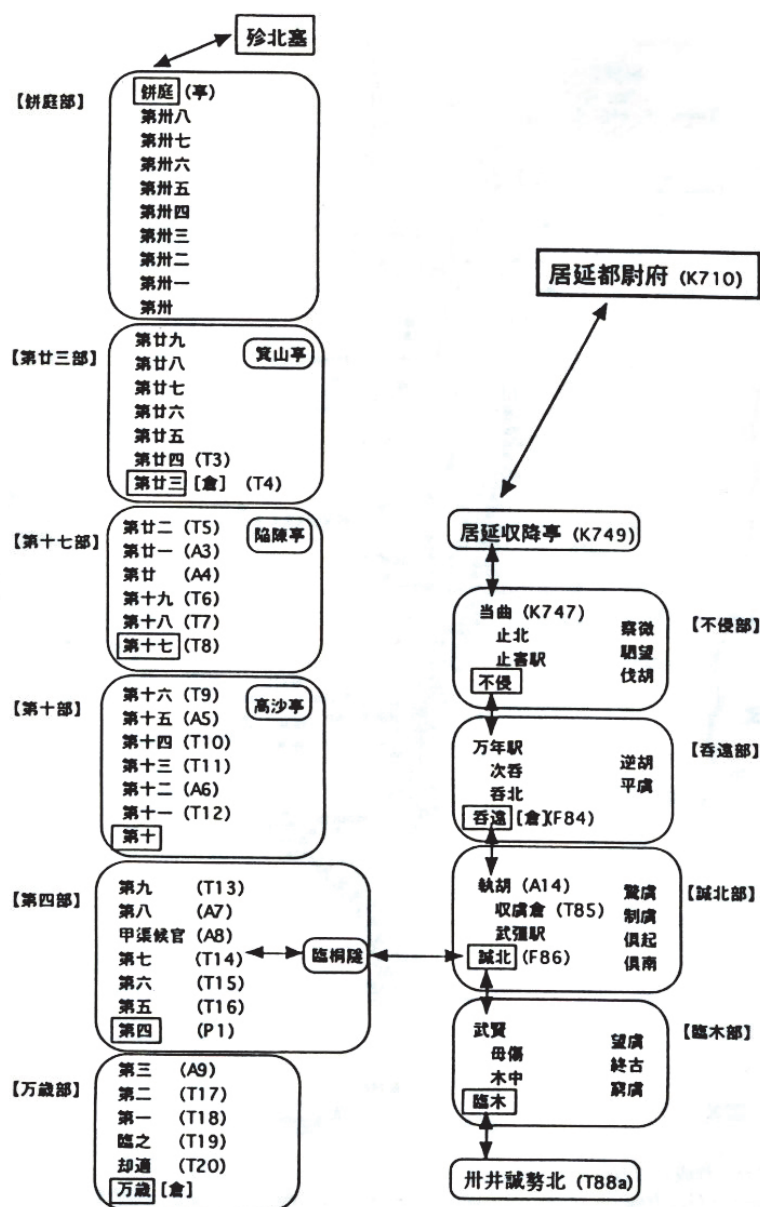 殄北塞
【餅庭部】
餅庭 (亭)
第卅八
第卅七
第卅六
第卅五
第卅四
第卅三
第卅二
第卅一
第卅
【第廿三部】
第廿九
箕山亭
第廿八
第廿七
第廿六
第廿五
第廿四 (T3)
第廿三 [倉] (T4)
【第十七部】
第廿二 (T5)
陷陳亭
第廿一 (A3)
第廿 (A4)
第十九 (T6)
第十八 (T7)
第十七 (T8)
【第十部】
第十六 (T9)
高沙亭
第十五 (A5)
第十四 (T10)
第十三 (T11)
第十二 (A6)
第十一 (T12)
第十
【第四部】
第九 (T13)
第八 (A7)
甲渠候官 (A8)
第七 (T14)
臨桐隧
第六 (T15)
第五 (T16)
第四 (P1)
【万歳部】
第三 (A9)
第二 (T17)
第一 (T18)
臨之 (T19)
却適 (T20)
万歳 [倉]
居延都尉府 (K710)
居延収降亭 (K749)
【不侵部】
当曲 (K747)
止北
止害駅
不侵
察微
駟望
伐胡
【呑遠部】
万年駅
次呑
呑北
呑遠 [倉](F84)
逆胡
平虜
【誠北部】
執胡 (A14)
収虜倉 (T85)
武彊駅
誠北 (F86)
驚虜
制虜
倶起
倶南
【臨木部】
武賢
毋傷
木中
臨木
望虜
終古
窮虜
卅井誠勢北 (T88a)